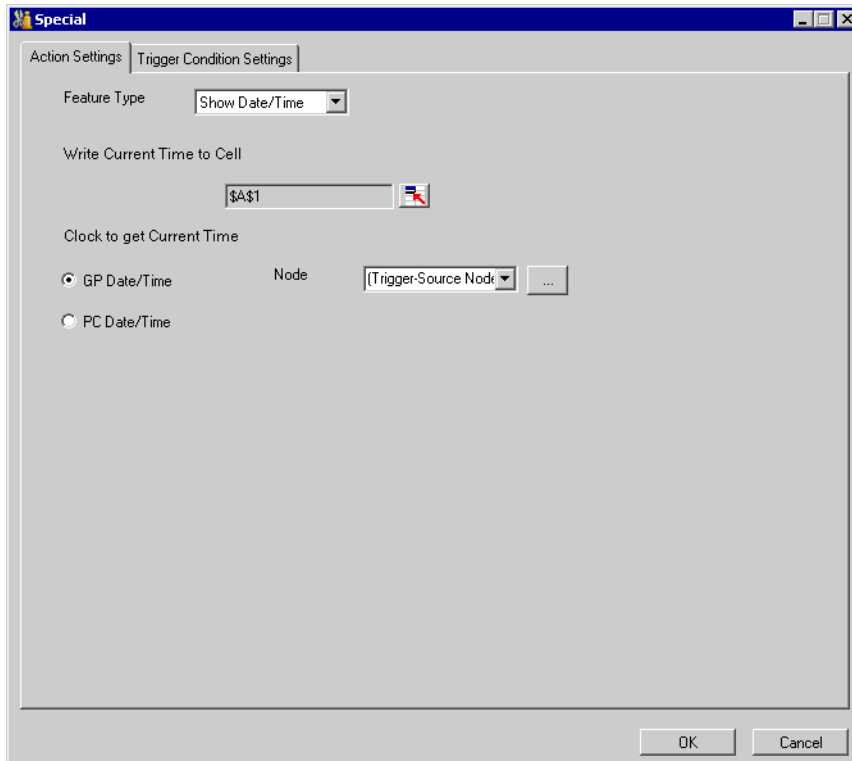 Special
Action Settings Trigger Condition Settings
Feature Type Show Date/Time
Write Current Time to Cell
$A$1
Clock to get Current Time
GP Date/Time Node (Trigger-Source Node ...
PC Date/Time
OK Cancel